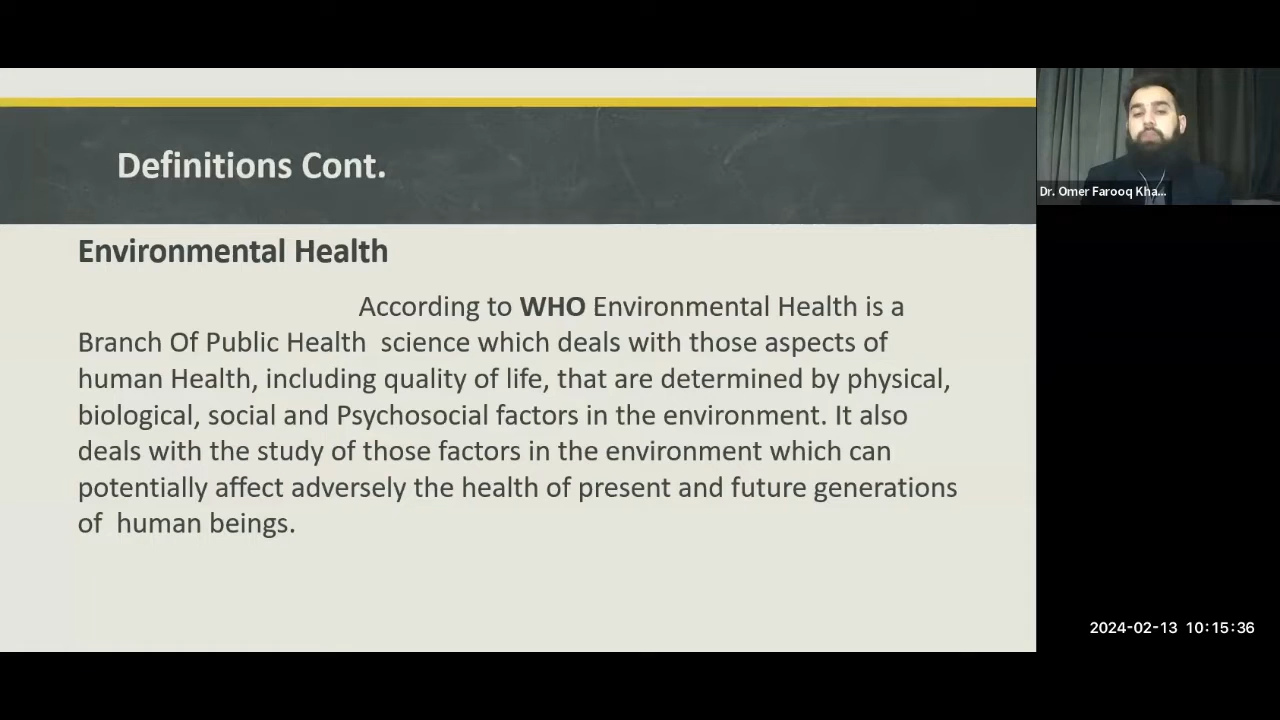 Definitions Cont.
Dr. Omer Farooq Kha...
Environmental Health
According to WHO Environmental Health is a
Branch Of Public Health  science which deals with those aspects of
human Health, including quality of life, that are determined by physical,
biological, social and Psychosocial factors in the environment. It also
deals with the study of those factors in the environment which can
potentially affect adversely the health of present and future generations
of  human beings.
2024-02-13 10:15:36